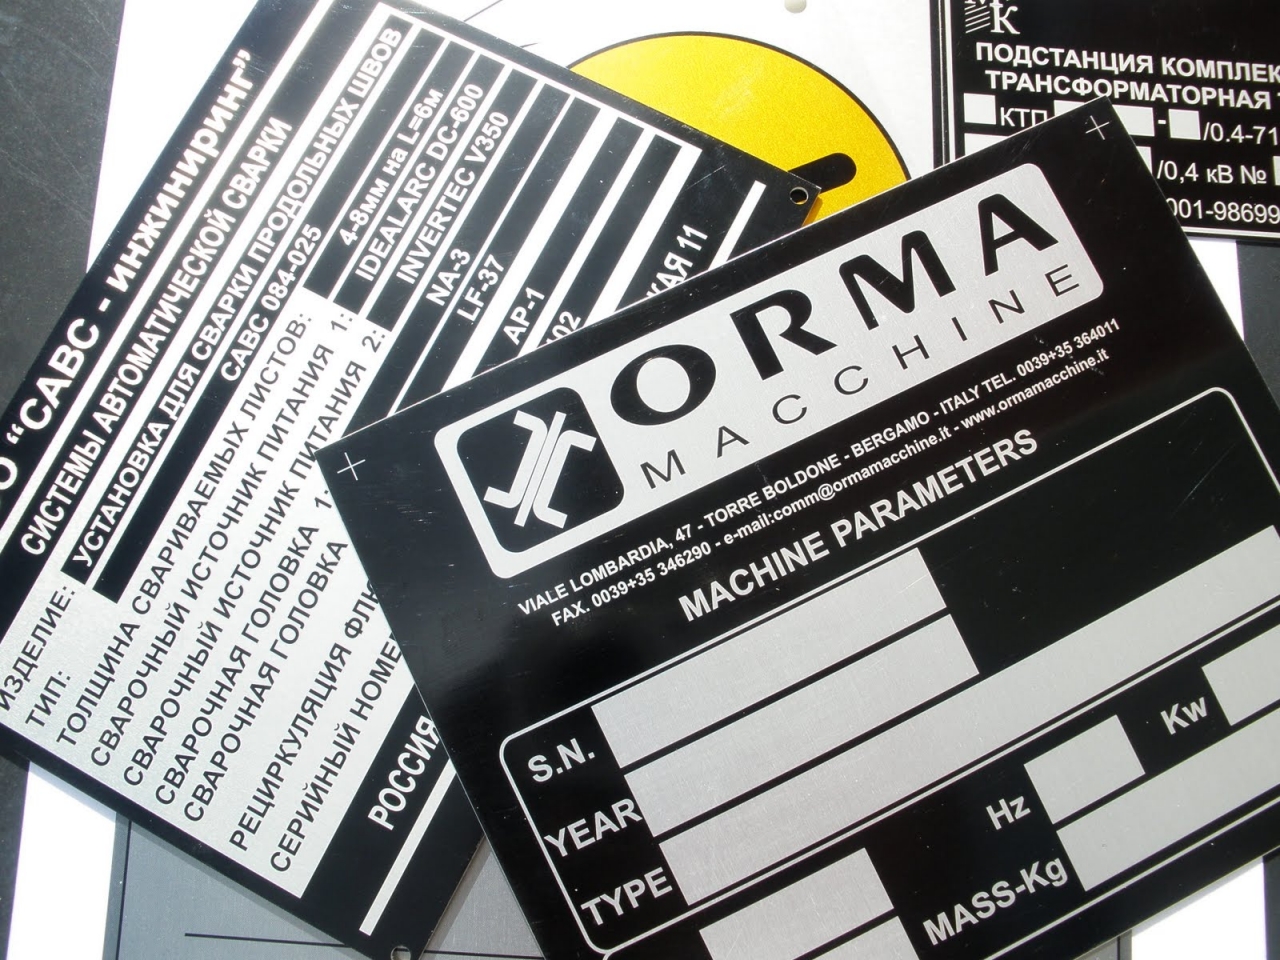 О “САВС - инжиниринг”
СИСТЕМЫ АВТОМАТИЧЕСКОЙ СВАРКИ
УСТАНОВКА ДЛЯ СВАРКИ ПРОДОЛЬНЫХ ШВОВ
ИЗДЕЛИЕ:
САВС 084-025
ТИП:
ТОЛЩИНА СВАРИВАЕМЫХ ЛИСТОВ: 4-8мм на L=6м
СВАРОЧНЫЙ ИСТОЧНИК ПИТАНИЯ 1: IDEALARC DC-600
СВАРОЧНЫЙ ИСТОЧНИК ПИТАНИЯ 2: INVERTEC V350
СВАРОЧНАЯ ГОЛОВКА 1: NA-3
СВАРОЧНАЯ ГОЛОВКА LF-37
РЕЦИРКУЛЯЦИЯ AP-1
СЕРИЙНЫЙ НОМЕ 02
РОССИЯ КАЯ 11
МК
ПОДСТАНЦИЯ КОМПЛЕК
ТРАНСФОРМАТОРНАЯ
КТП - /0.4-71
/0,4 кВ №
001-98699
ORMA
MACCHINE
VIALE LOMBARDIA, 47 - TORRE BOLDONE - BERGAMO - ITALY TEL. 0039+35 364011
FAX. 0039+35 346290 - e-mail:comm@ormamacchine.it - www.ormamacchine.it
MACHINE PARAMETERS
S.N.
YEAR
TYPE
Hz Kw
MASS-Kg